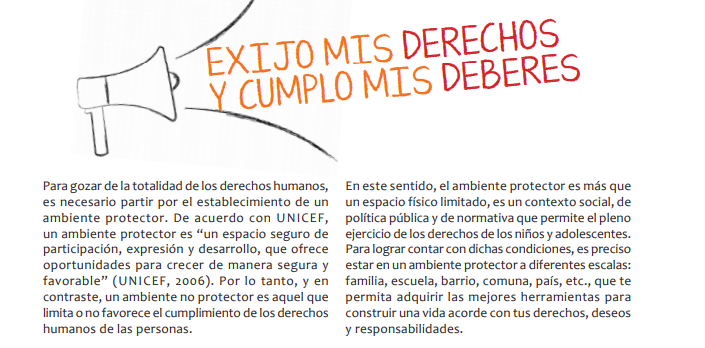 EXIJO MIS DERECHOS
Y CUMPLO MIS DEBERES
Para gozar de la totalidad de los derechos humanos,
es necesario partir por el establecimiento de un
ambiente protector. De acuerdo con UNICEF,
un ambiente protector es “un espacio seguro de
participación, expresión y desarrollo, que ofrece
oportunidades para crecer de manera segura y
favorable” (UNICEF, 2006). Por lo tanto, y en
contraste, un ambiente no protector es aquel que
limita o no favorece el cumplimiento de los derechos
humanos de las personas.
En este sentido, el ambiente protector es más que
un espacio físico limitado, es un contexto social, de
política pública y de normativa que permite el pleno
ejercicio de los derechos de los niños y adolescentes.
Para lograr contar con dichas condiciones, es preciso
estar en un ambiente protector a diferentes escalas:
familia, escuela, barrio, comuna, país, etc., que te
permita adquirir las mejores herramientas para
construir una vida acorde con tus derechos, deseos
y responsabilidades.